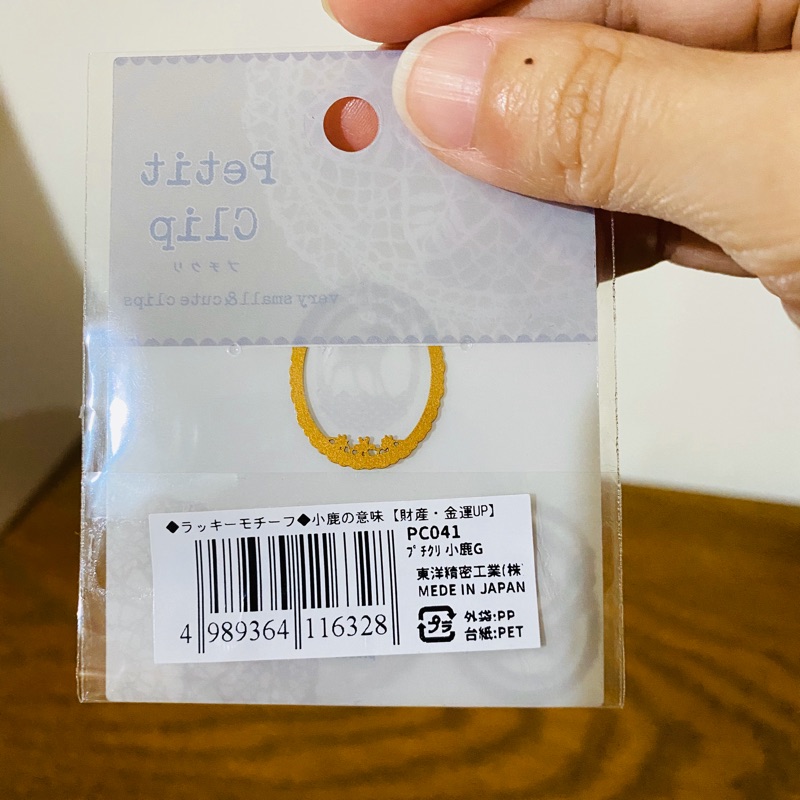 Petit
Clip
プチクリ
very small & cute clips
◆ラッキーモチーフ◆小鹿の意味【財産・金運UP】
PC041
プチクリ 小鹿G
東洋精密工業(株
MEDE IN JAPAN
プラ
外袋:PP
台紙:PET
4 989364 116328